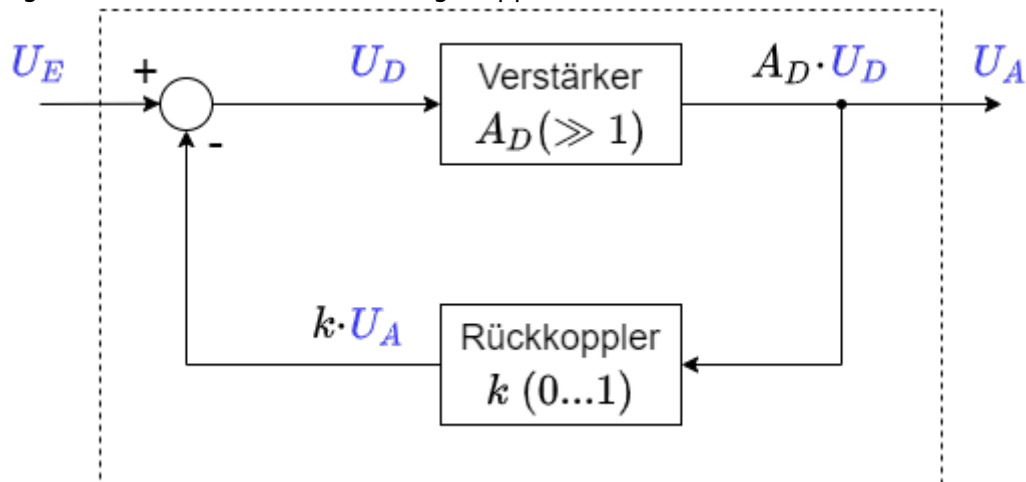 U_E
+
-
U_D
Verstärker
A_D(≫ 1)
A_D·U_D
U_A
k·U_A
Rückkoppler
k (0...1)